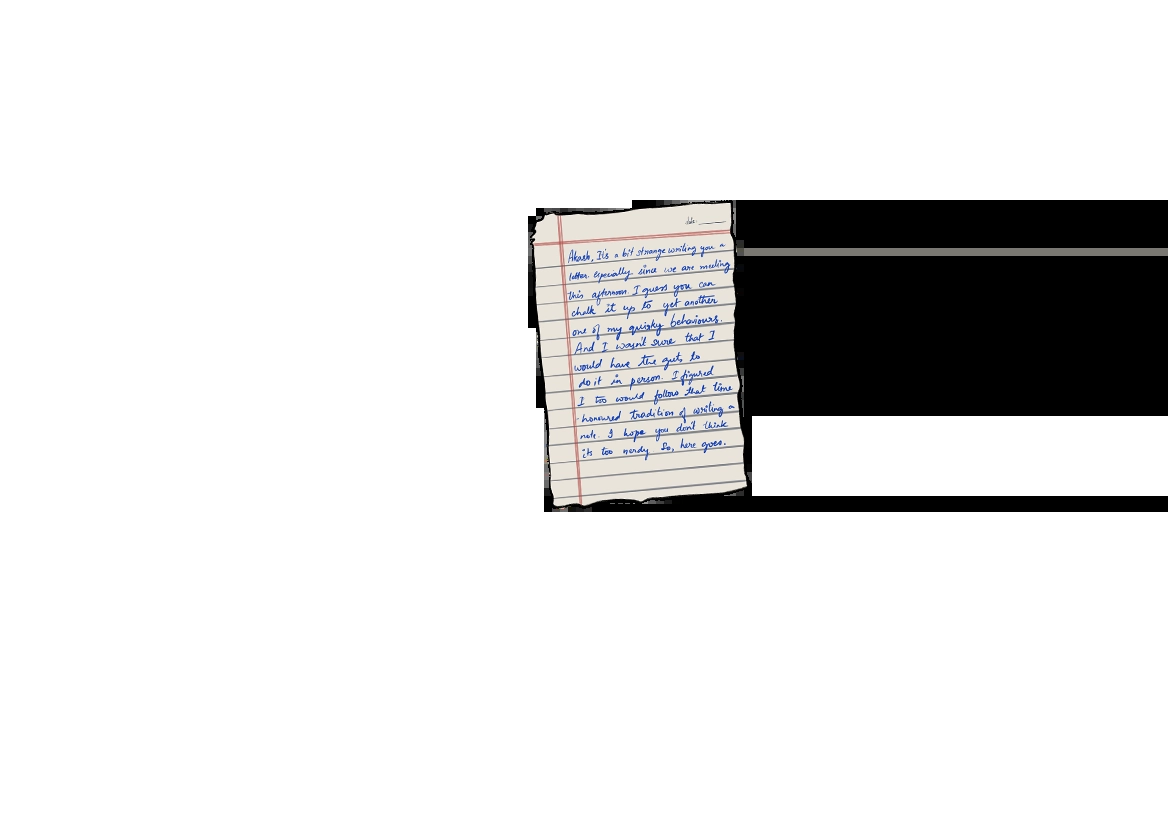 date:
Akash, It's a bit strange writing you a
letter. Especially since we are meeting
this afternoon. I guess you can
chalk it up to yet another
one of my quirky behaviours.
And I wasn't sure that I
would have the guts to
do it in person. I figured
I too would follow that time
honoured tradition of writing a
note. I hope you don't think
its too nerdy So, here goes.